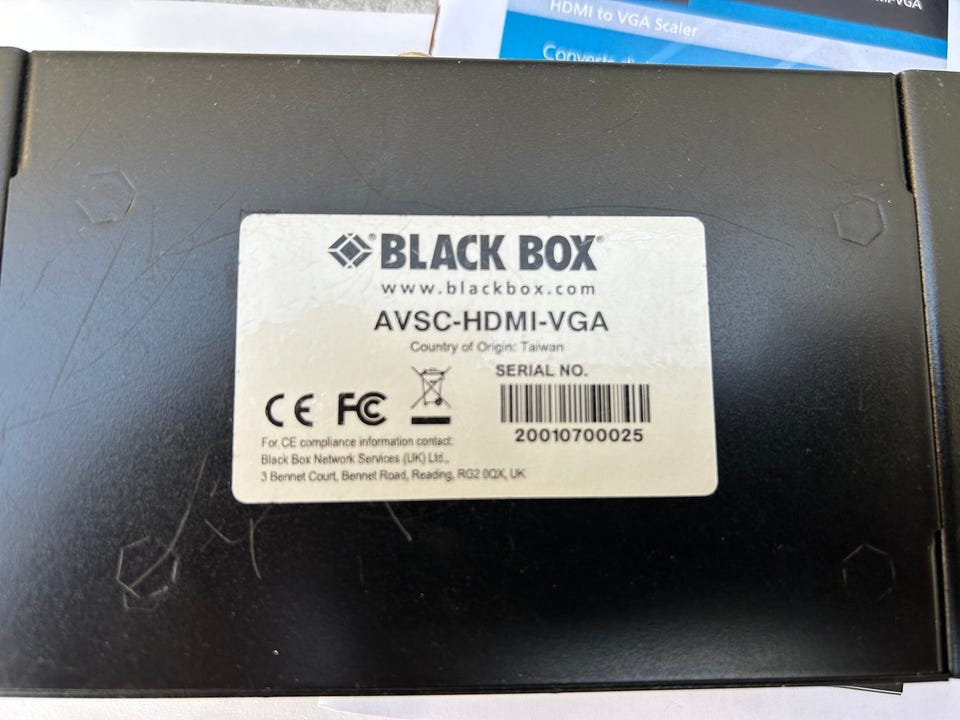 HDMI to VGA Scaler
BLACK BOX®
www.blackbox.com
AVSC-HDMI-VGA
Country of Origin: Taiwan
SERIAL NO.
20010700025
CE FC
For CE compliance information contact:
Black Box Network Services (UK) Ltd.,
3 Bennet Court, Bennet Road, Reading, RG2 0QX, UK